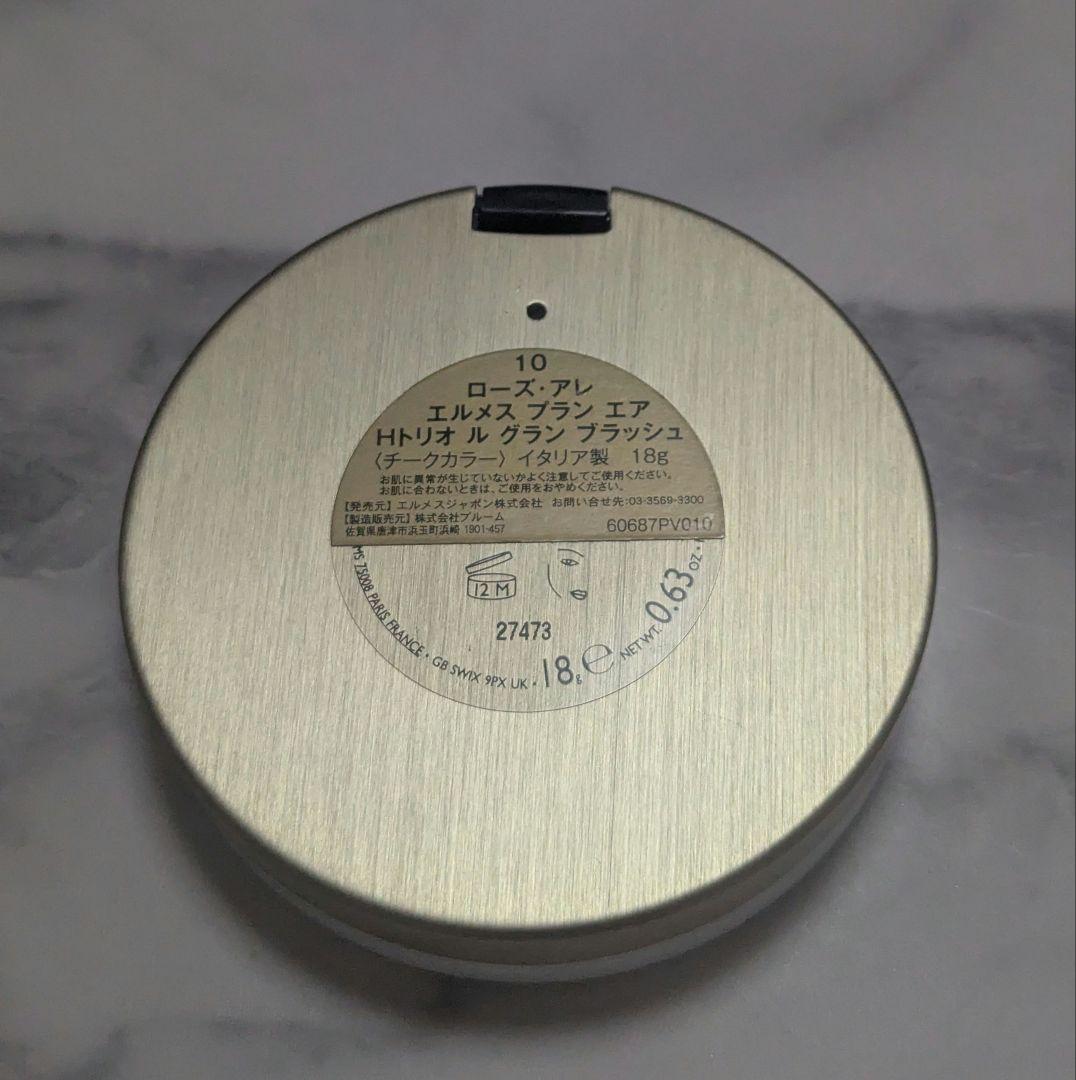 10
ローズ・アレ
エルメス プラン エア
Hトリオ ル グラン ブラッシュ
〈チークカラー〉 イタリア製 18g
お肌に異常が生じていないかよく注意してご使用ください。
お肌に合わないときは、ご使用をおやめください。
【発売元】エルメスジャポン株式会社 お問い合せ先:03-3569-3300
【製造販売元】株式会社ブルーム
佐賀県唐津市浜玉町浜崎 1901-457
60687PV010
12 M
27473
MS 75008 PARIS FRANCE · GB SW1X 9PX UK · 18g e NET WT. 0.63 OZ ·